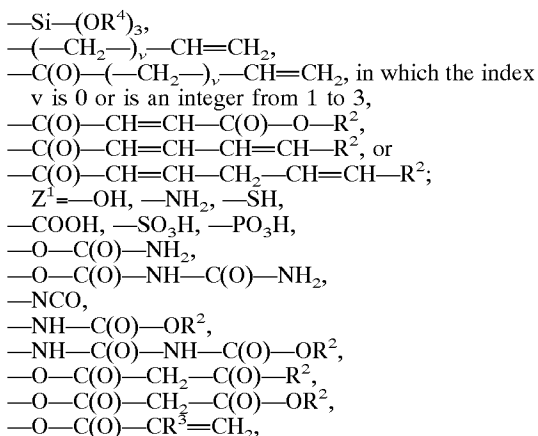 —Si—(OR⁴)₃,
—(—CH₂—)ᵥ—CH=CH₂,
—C(O)—(—CH₂—)ᵥ—CH=CH₂, in which the index
v is 0 or is an integer from 1 to 3,
—C(O)—CH=CH—C(O)—O—R²,
—C(O)—CH=CH—CH=CH—R², or
—C(O)—CH=CH—CH₂—CH=CH—R²;
Z¹=—OH, —NH₂, —SH,
—COOH, —SO₃H, —PO₃H,
—O—C(O)—NH₂,
—O—C(O)—NH—C(O)—NH₂,
—NCO,
—NH—C(O)—OR²,
—NH—C(O)—NH—C(O)—OR²,
—O—C(O)—CH₂—C(O)—R²,
—O—C(O)—CH₂—C(O)—OR²,
—O—C(O)—CR³=CH₂,